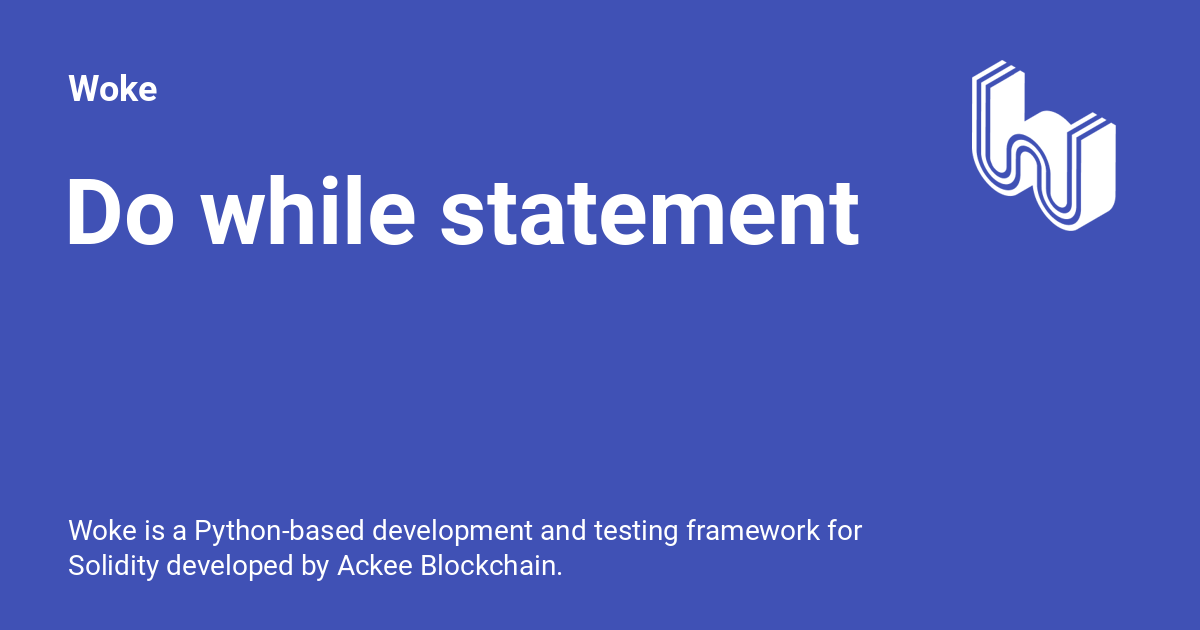 Woke
Do while statement
Woke is a Python-based development and testing framework for
Solidity developed by Ackee Blockchain.